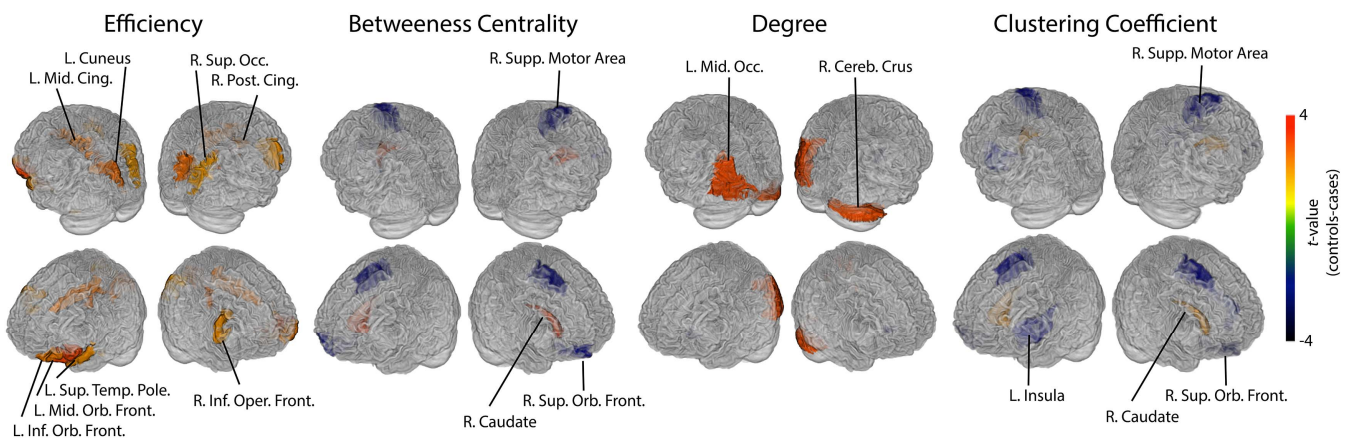 Efficiency
Betweeness Centrality
Degree
Clustering Coefficient
L. Cuneus
L. Mid. Cing.
R. Sup. Occ.
R. Post. Cing.
R. Supp. Motor Area
L. Mid. Occ.
R. Cereb. Crus
R. Supp. Motor Area
4
t-value
(controls-cases)
-4
L. Sup. Temp. Pole.
L. Mid. Orb. Front.
L. Inf. Orb. Front.
R. Inf. Oper. Front.
R. Sup. Orb. Front.
R. Caudate
L. Insula
R. Sup. Orb. Front.
R. Caudate